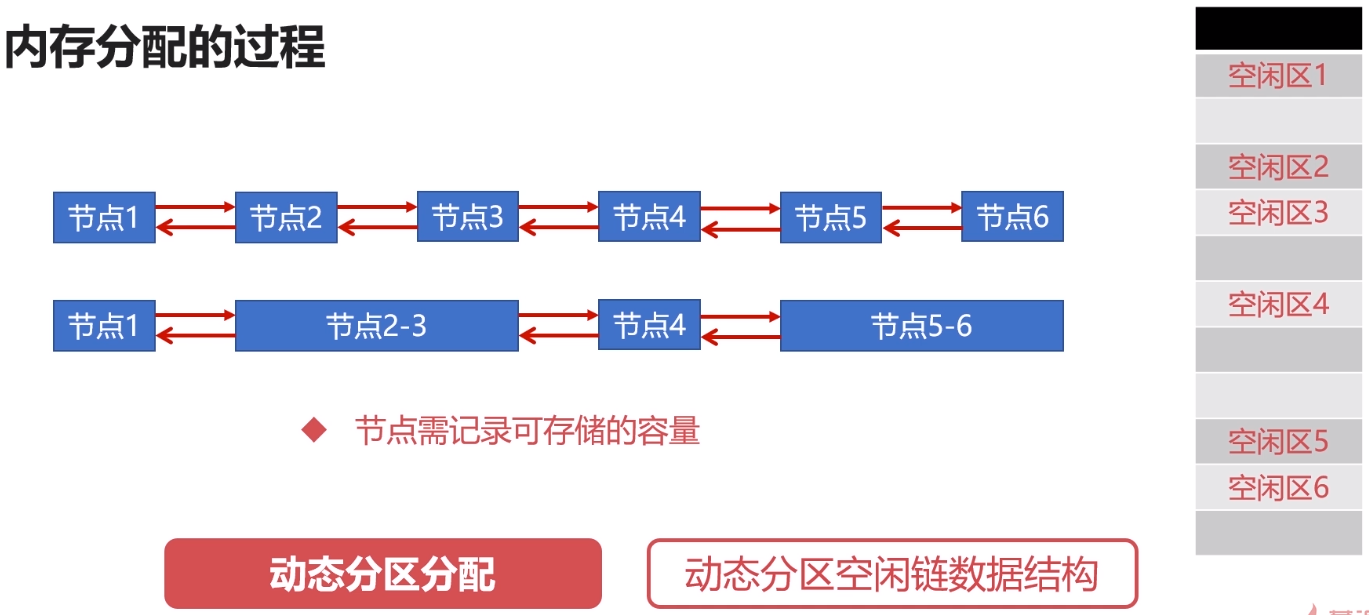 内存分配的过程
节点1
节点2
节点3
节点4
节点5
节点6
节点1
节点2-3
节点4
节点5-6
◆ 节点需记录可存储的容量
动态分区分配
动态分区空闲链数据结构
空闲区1
空闲区2
空闲区3
空闲区4
空闲区5
空闲区6